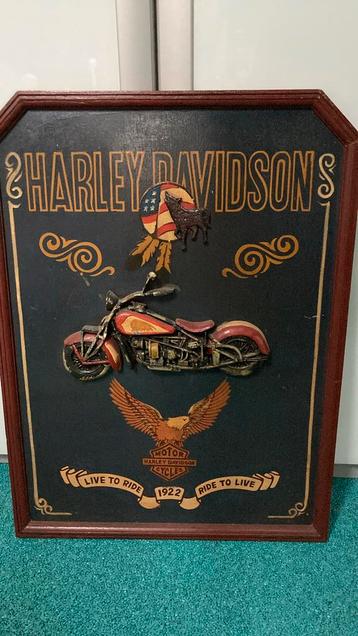 HARLEY DAVIDSON
MOTOR
HARLEY DAVIDSON
CYCLES
LIVE TO RIDE 1922 RIDE TO LIVE